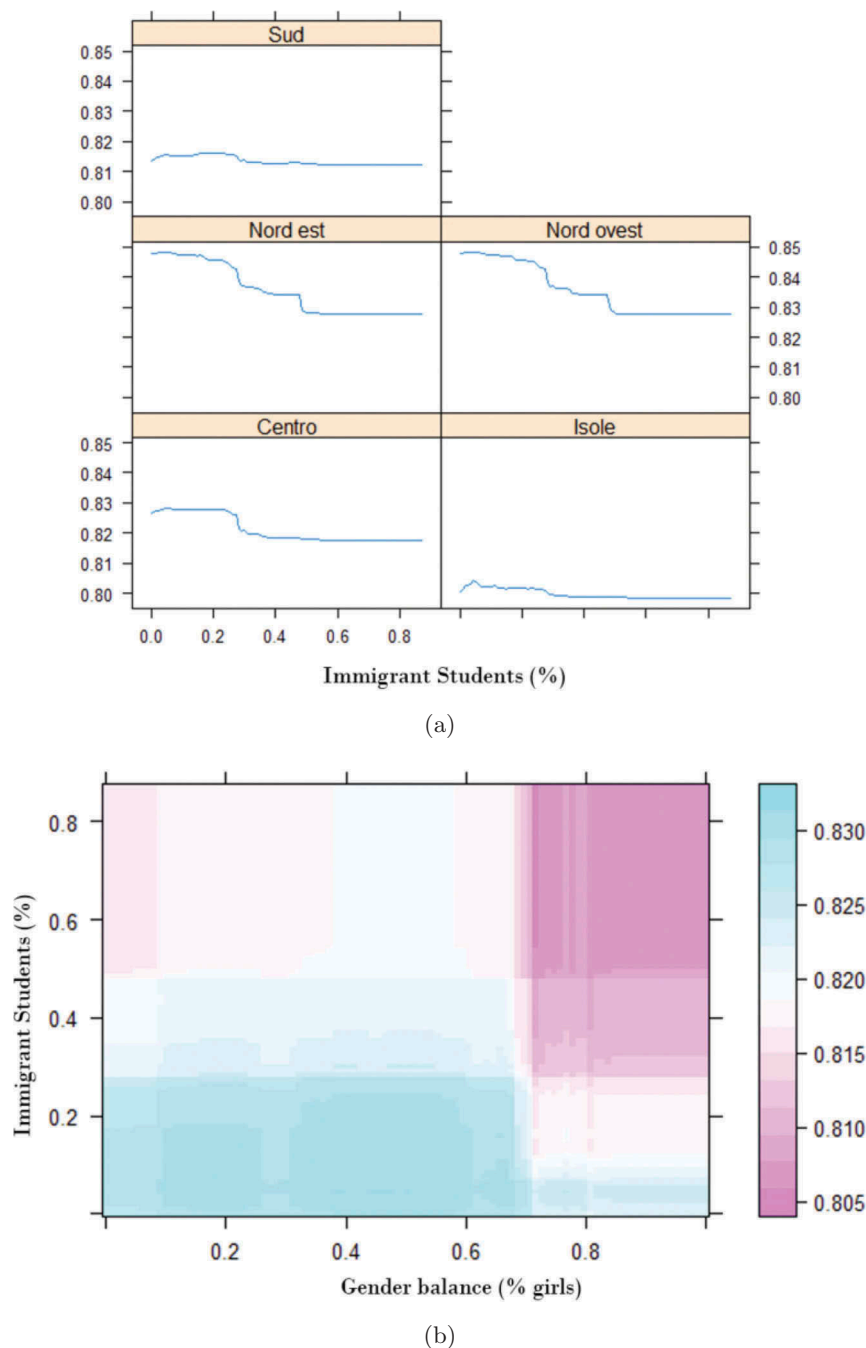 Sud
0.85
0.84
0.83
0.82
0.81
0.80
Nord est
Nord ovest
0.85
0.84
0.83
0.82
0.81
0.80
Centro
Isole
0.85
0.84
0.83
0.82
0.81
0.80
0.0 0.2 0.4 0.6 0.8
Immigrant Students (%)
(a)
0.8
0.6
0.4
0.2
Immigrant Students (%)
0.2 0.4 0.6 0.8
Gender balance (% girls)
0.830
0.825
0.820
0.815
0.810
0.805
(b)